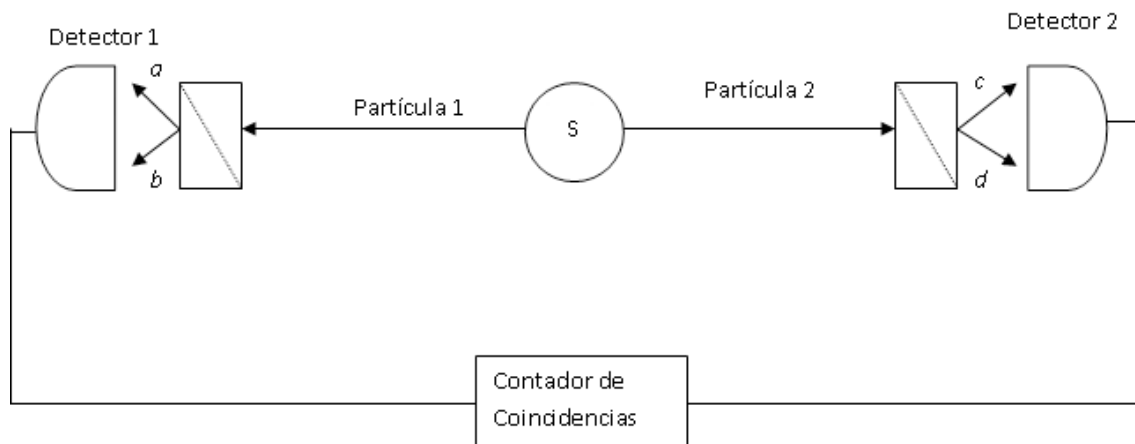 Detector 1
Detector 2
a
Partícula 1
S
Partícula 2
c
b
d
Contador de
Coincidencias